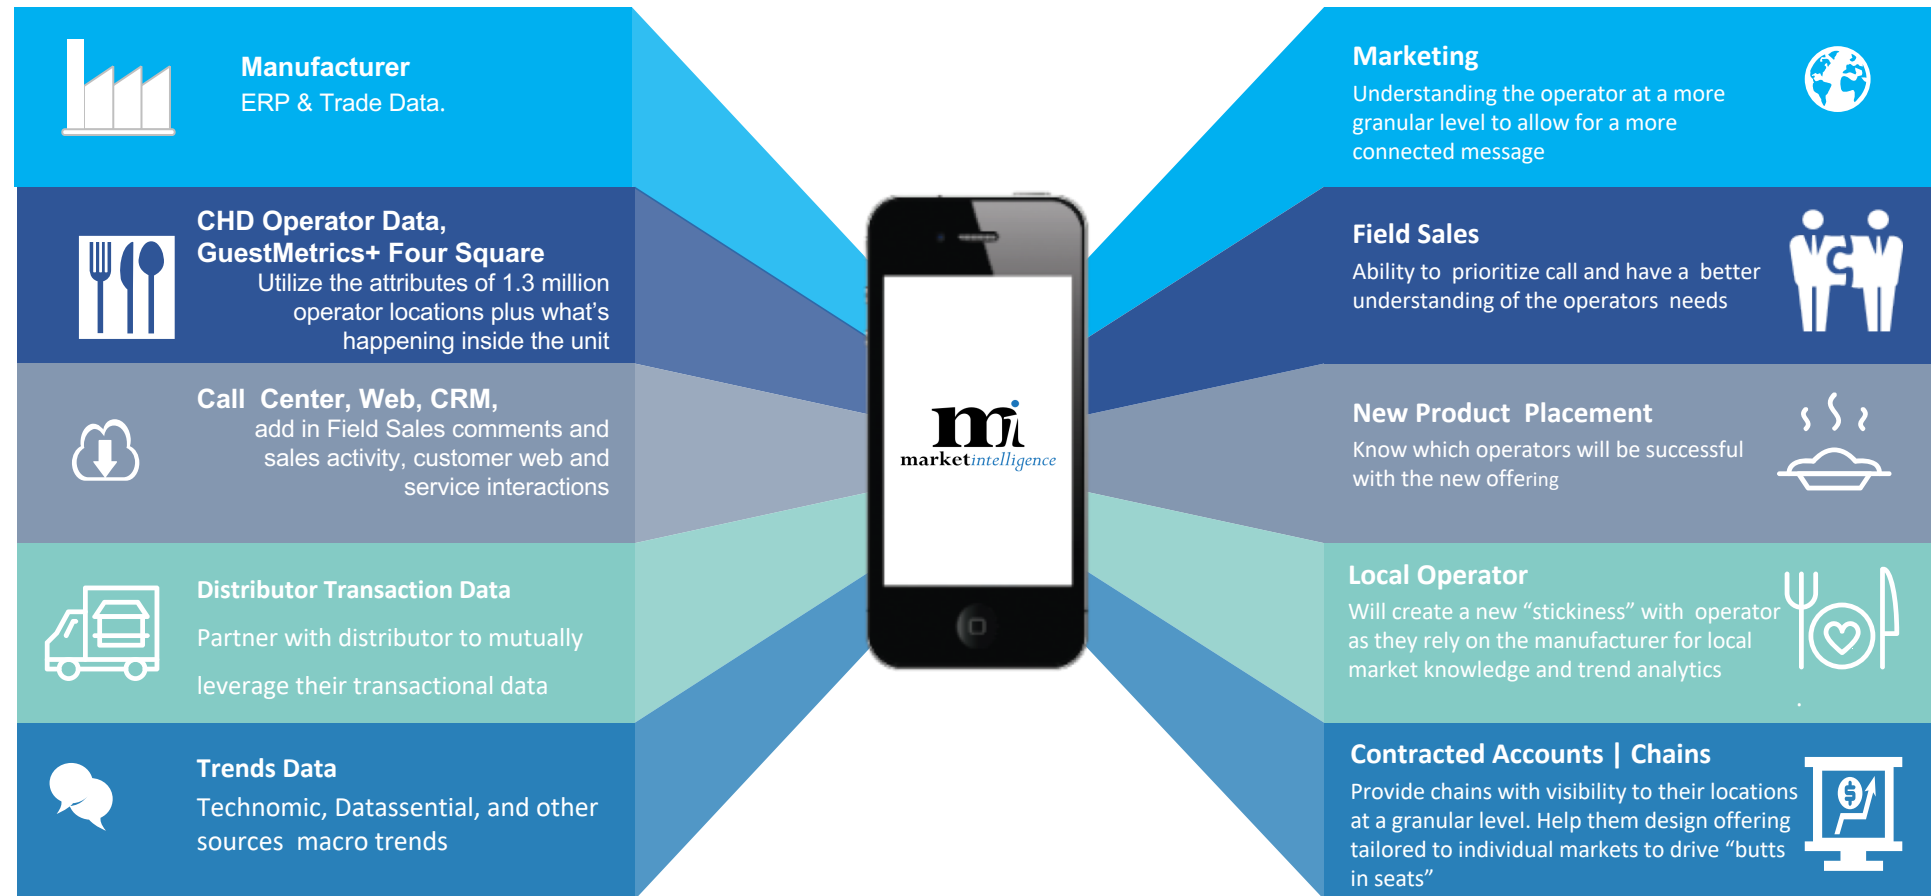 Manufacturer
ERP & Trade Data.
CHD Operator Data,
GuestMetrics+ Four Square
Utilize the attributes of 1.3 million
operator locations plus what's
happening inside the unit
Call  Center, Web, CRM,
add in Field Sales comments and
sales activity, customer web and
service interactions
Distributor Transaction Data
Partner with distributor to mutually
leverage their transactional data
Trends Data
Technomic, Datassential, and other
sources  macro trends
mi
marketintelligence
Marketing
Understanding the operator at a more
granular level to allow for a more
connected message
Field Sales
Ability to  prioritize call and have a  better
understanding of the operators  needs
New Product  Placement
Know which operators will be successful
with the new offering
Local Operator
Will create a new “stickiness” with  operator
as they rely on the manufacturer for local
market knowledge and trend analytics
.
Contracted Accounts | Chains
Provide chains with visibility to their locations
at a granular level. Help them design offering
tailored to individual markets to drive “butts
in seats”
$